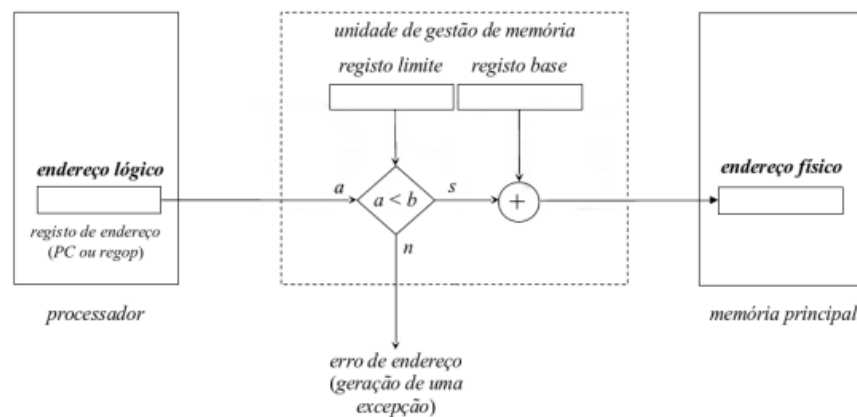 unidade de gestão de memória
registo limite
registo base
endereço lógico
endereço físico
a
a < b
s
+
registo de endereço
(PC ou regop)
n
processador
memória principal
erro de endereço
(geração de uma
excepção)